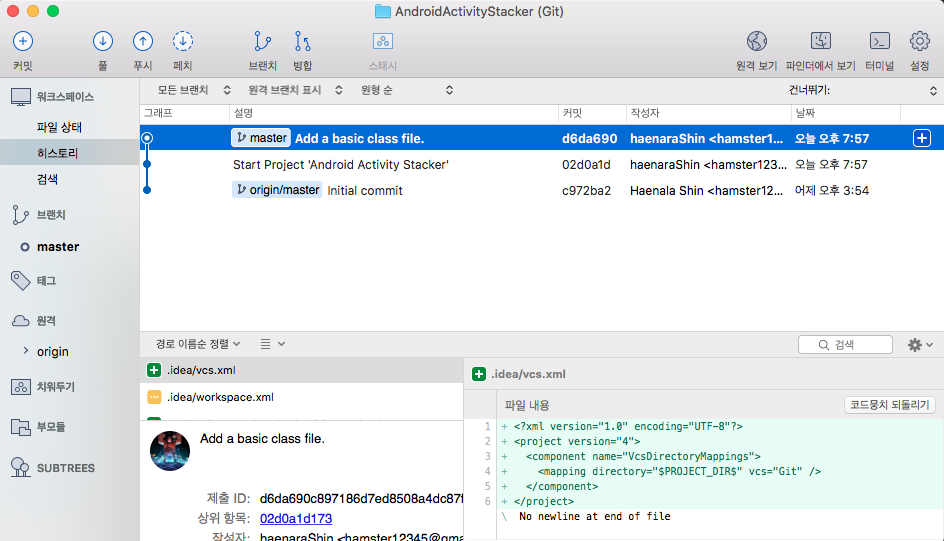 AndroidActivityStacker (Git)
커밋 풀 푸시 페치 브랜치 병합 스태시 원격 보기 파인더에서 보기 터미널 설정
워크스페이스
파일 상태
히스토리
검색
브랜치
master
태그
원격
origin
치워두기
부모듈
SUBTREES
모든 브랜치 원격 브랜치 표시 원형 순 건너뛰기:
그래프 설명 커밋 작성자 날짜
master Add a basic class file. d6da690 haenaraShin <hamster1... 오늘 오후 7:57
Start Project 'Android Activity Stacker' 02d0a1d haenaraShin <hamster123... 오늘 오후 7:57
origin/master Initial commit c972ba2 Haenala Shin <hamster12... 어제 오후 3:54
경로 이름순 정렬 검색
.idea/vcs.xml
.idea/workspace.xml
Add a basic class file.
제출 ID: d6da690c897186d7ed8508a4dc87f
상위 항목: 02d0a1d173
작성자: haenaraShin <hamster12345@gma
.idea/vcs.xml
파일 내용 코드뭉치 되돌리기
1 + <?xml version="1.0" encoding="UTF-8"?>
2 + <project version="4">
3 + <component name="VcsDirectoryMappings">
4 + <mapping directory="$PROJECT_DIR$" vcs="Git" />
5 + </component>
6 + </project>
\ No newline at end of file